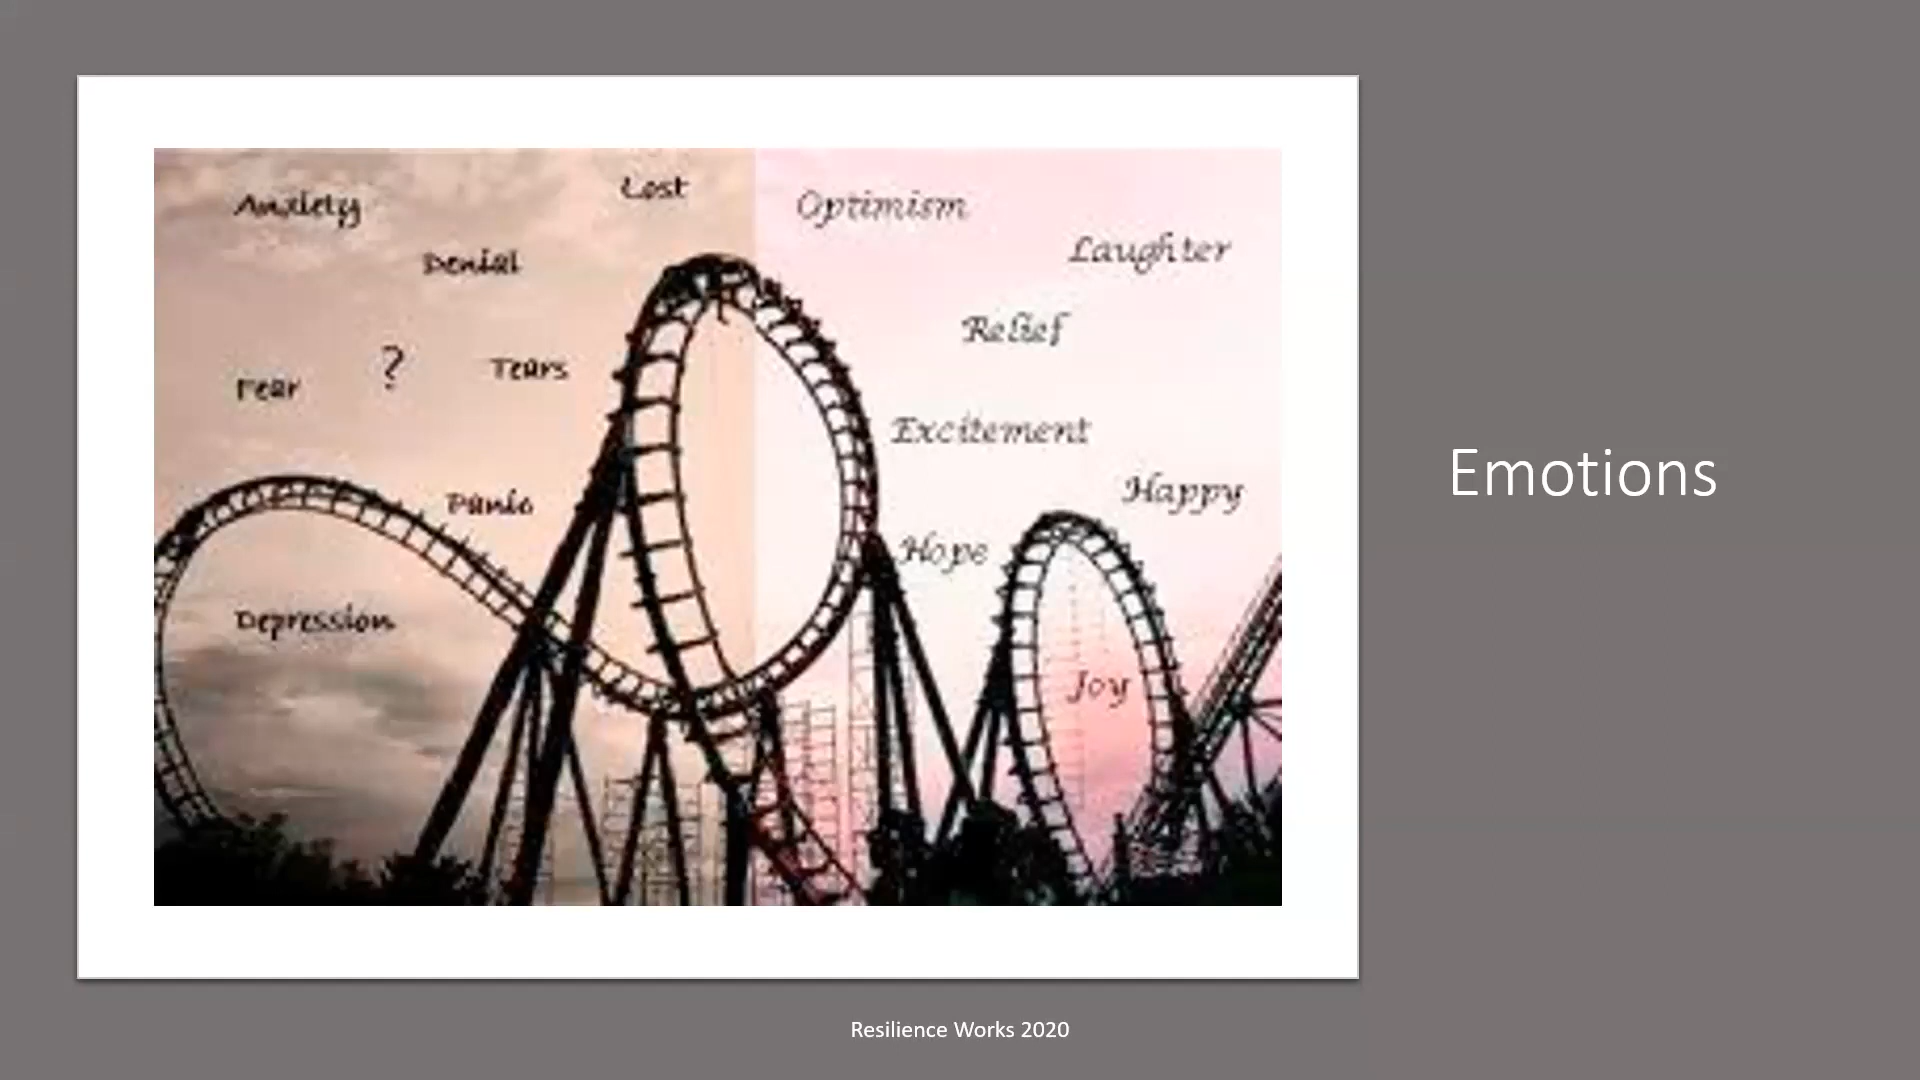 Anxiety
Lost
Optimism
Denial
Laughter
Relief
Fear
?
Tears
Excitement
Panic
Happy
Hope
Depression
Joy
Emotions
Resilience Works 2020